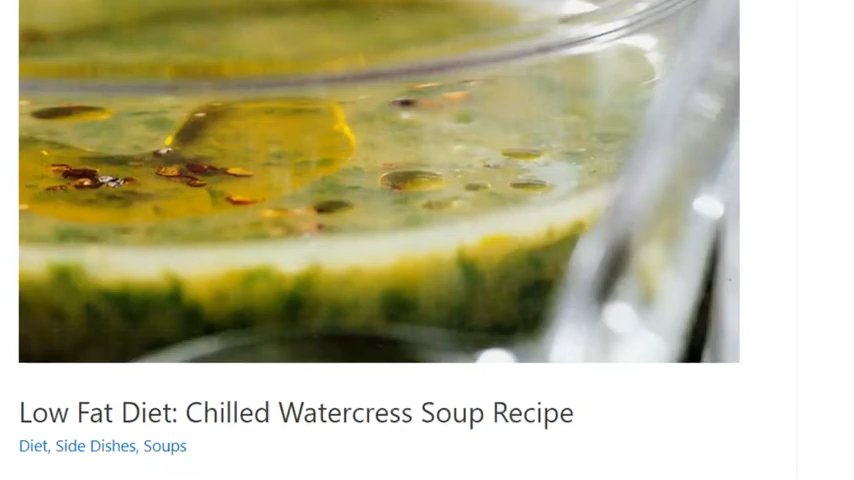 Low Fat Diet: Chilled Watercress Soup Recipe
Diet, Side Dishes, Soups